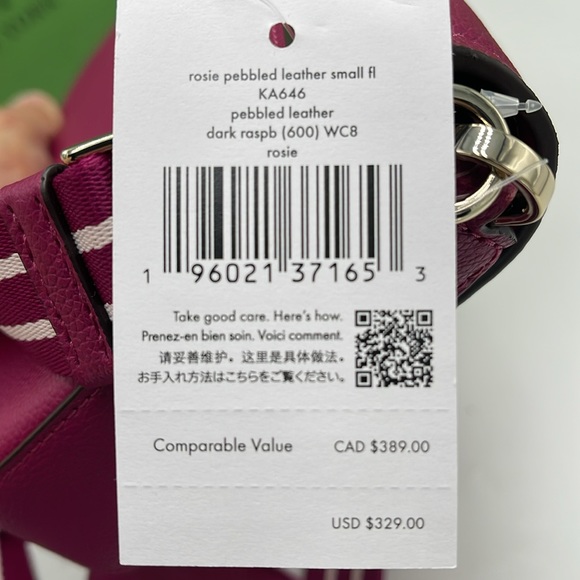 rosie pebbled leather small fl
KA646
pebbled leather
dark raspb (600) WC8
rosie
1 96021 37165 3
Take good care. Here's how.
Prenez-en bien soin. Voici comment.
请妥善维护。这里是具体做法。
お手入れ方法はこちらをご覧ください。
Comparable Value CAD $389.00
USD $329.00